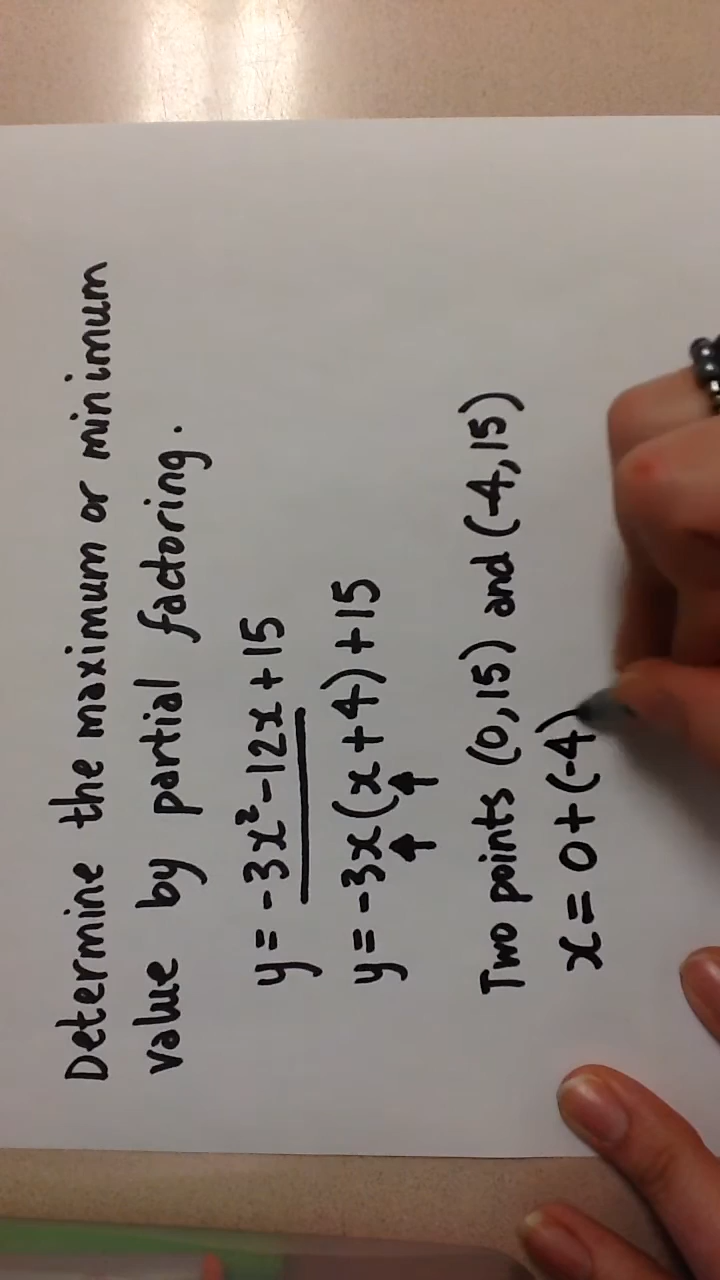 Determine the maximum or minimum
value by partial factoring.
y = -3x² - 12x + 15
y = -3x(x + 4) + 15
Two points (0, 15) and (-4, 15)
x = 0 + (-4)